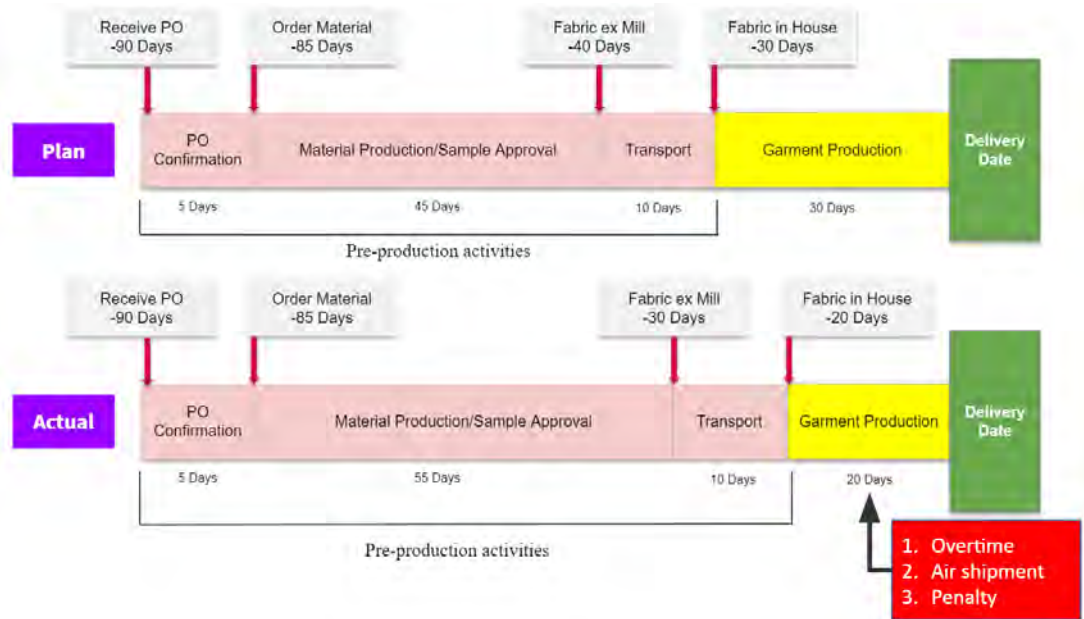 Receive PO
-90 Days
Order Material
-85 Days
Fabric ex Mill
-40 Days
Fabric in House
-30 Days
Plan
PO
Confirmation
Material Production/Sample Approval
Transport
Garment Production
Delivery
Date
5 Days
45 Days
10 Days
30 Days
Pre-production activities
Receive PO
-90 Days
Order Material
-85 Days
Fabric ex Mill
-30 Days
Fabric in House
-20 Days
Actual
PO
Confirmation
Material Production/Sample Approval
Transport
Garment Production
Delivery
Date
5 Days
55 Days
10 Days
20 Days
Pre-production activities
1. Overtime
2. Air shipment
3. Penalty